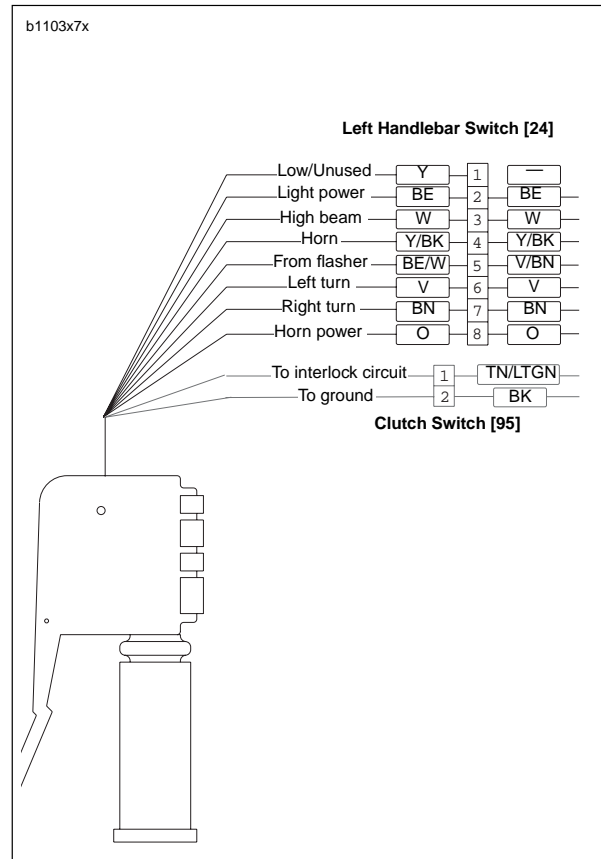 b1103x7x
Left Handlebar Switch [24]
Low/Unused Y 1 —
Light power BE 2 BE
High beam W 3 W
Horn Y/BK 4 Y/BK
From flasher BE/W 5 V/BN
Left turn V 6 V
Right turn BN 7 BN
Horn power O 8 O
To interlock circuit 1 TN/LTGN
To ground 2 BK
Clutch Switch [95]